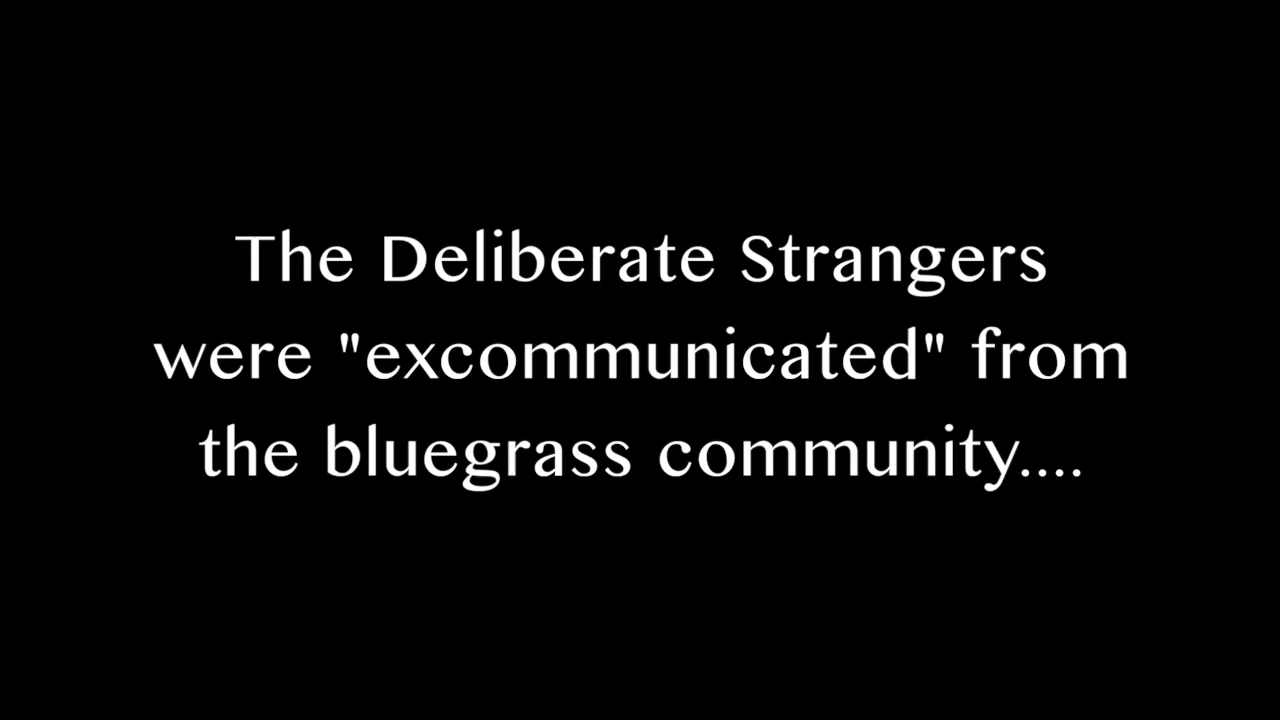 The Deliberate Strangers
were "excommunicated" from
the bluegrass community....